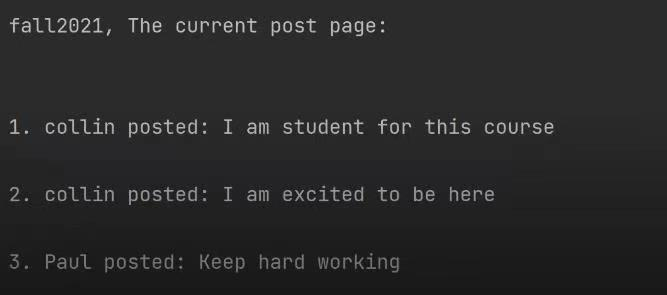 fall2021, The current post page:
1. collin posted: I am student for this course
2. collin posted: I am excited to be here
3. Paul posted: Keep hard working